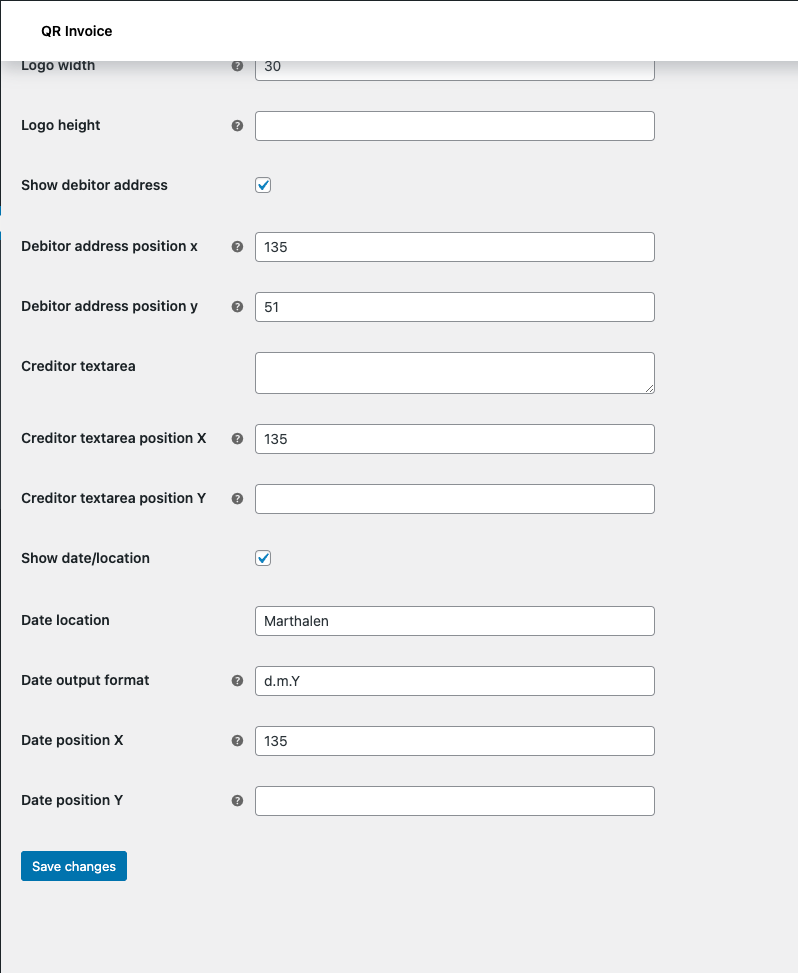 QR Invoice
Logo width ? 30
Logo height ?
Show debitor address
Debitor address position x ? 135
Debitor address position y ? 51
Creditor textarea
Creditor textarea position X ? 135
Creditor textarea position Y ?
Show date/location
Date location Marthalen
Date output format ? d.m.Y
Date position X ? 135
Date position Y ?
Save changes